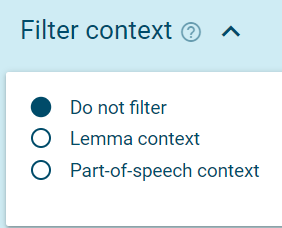 Filter context ?
Do not filter
Lemma context
Part-of-speech context